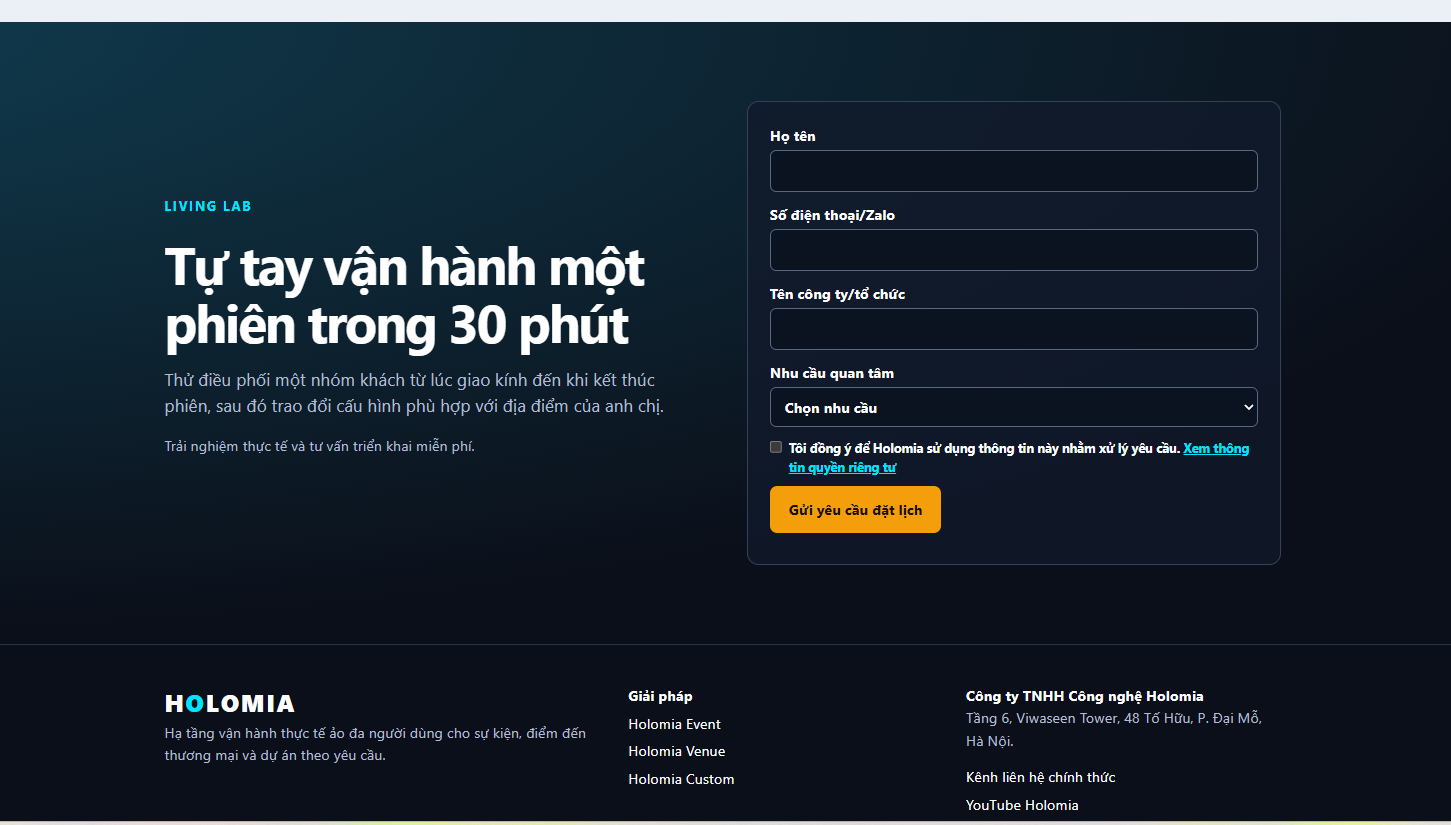 LIVING LAB
Tự tay vận hành một
phiên trong 30 phút
Thử điều phối một nhóm khách từ lúc giao kính đến khi kết thúc
phiên, sau đó trao đổi cấu hình phù hợp với địa điểm của anh chị.
Trải nghiệm thực tế và tư vấn triển khai miễn phí.
Họ tên
Số điện thoại/Zalo
Tên công ty/tổ chức
Nhu cầu quan tâm
Chọn nhu cầu
Tôi đồng ý để Holomia sử dụng thông tin này nhằm xử lý yêu cầu. Xem thông
tin quyền riêng tư
Gửi yêu cầu đặt lịch
HOLOMIA
Hạ tầng vận hành thực tế ảo đa người dùng cho sự kiện, điểm đến
thương mại và dự án theo yêu cầu.
Giải pháp
Holomia Event
Holomia Venue
Holomia Custom
Công ty TNHH Công nghệ Holomia
Tầng 6, Viwaseen Tower, 48 Tố Hữu, P. Đại Mỗ,
Hà Nội.
Kênh liên hệ chính thức
YouTube Holomia